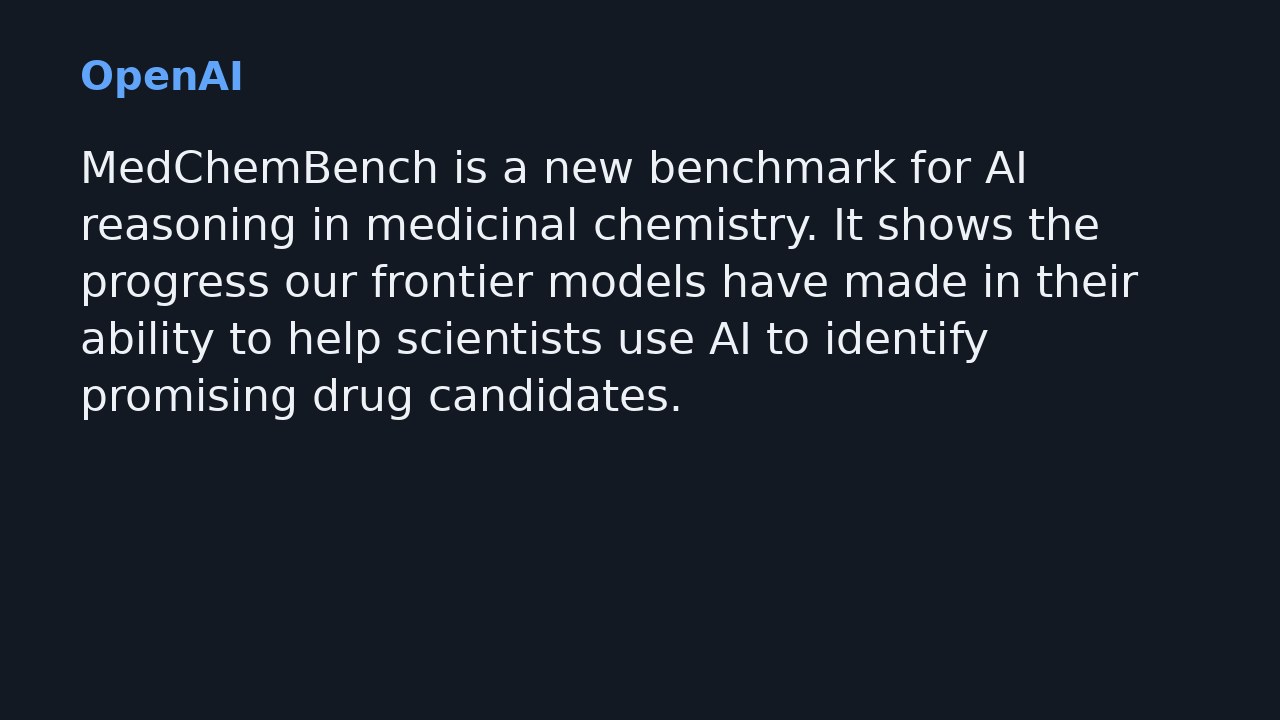 OpenAI
MedChemBench is a new benchmark for AI
reasoning in medicinal chemistry. It shows the
progress our frontier models have made in their
ability to help scientists use AI to identify
promising drug candidates.